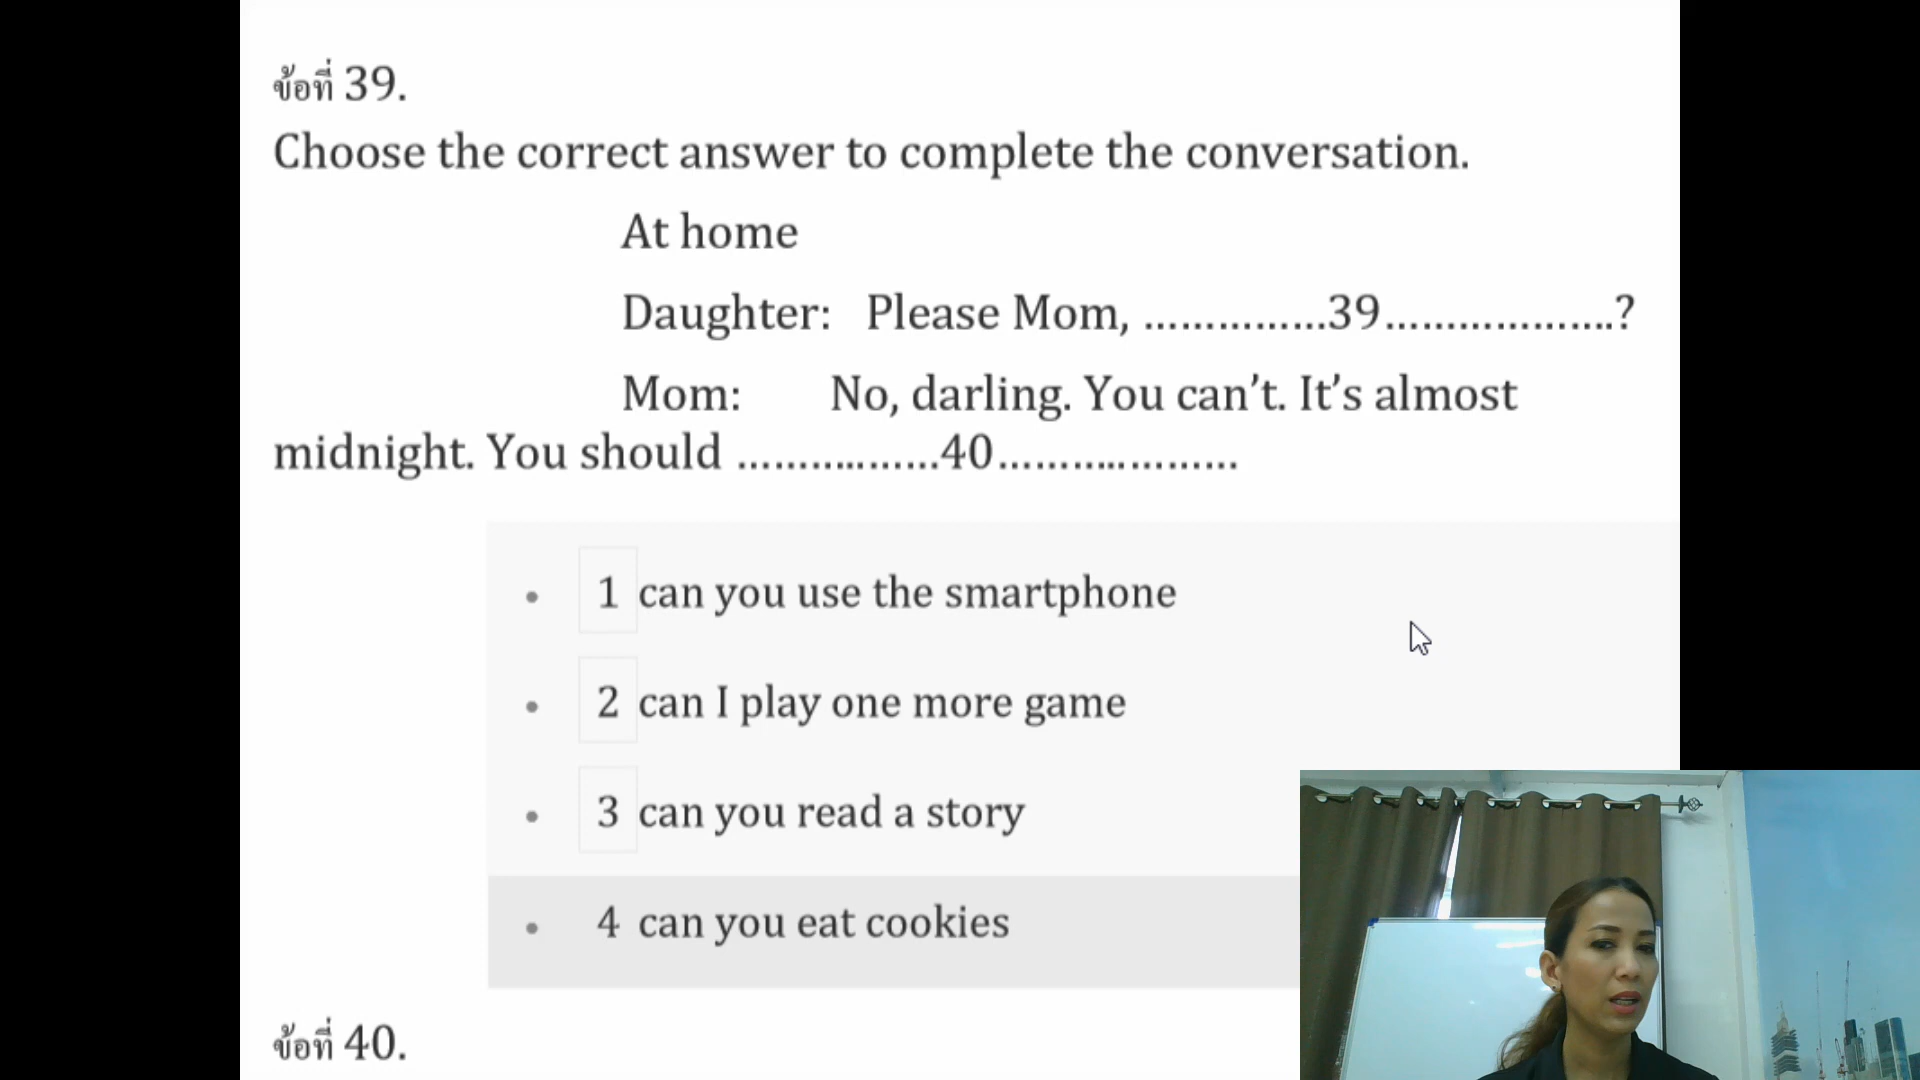 ข้อที่ 39.
Choose the correct answer to complete the conversation.
At home
Daughter: Please Mom, ...............39...................?
Mom: No, darling. You can't. It's almost
midnight. You should .................40....................
• 1 can you use the smartphone
• 2 can I play one more game
• 3 can you read a story
• 4 can you eat cookies
ข้อที่ 40.